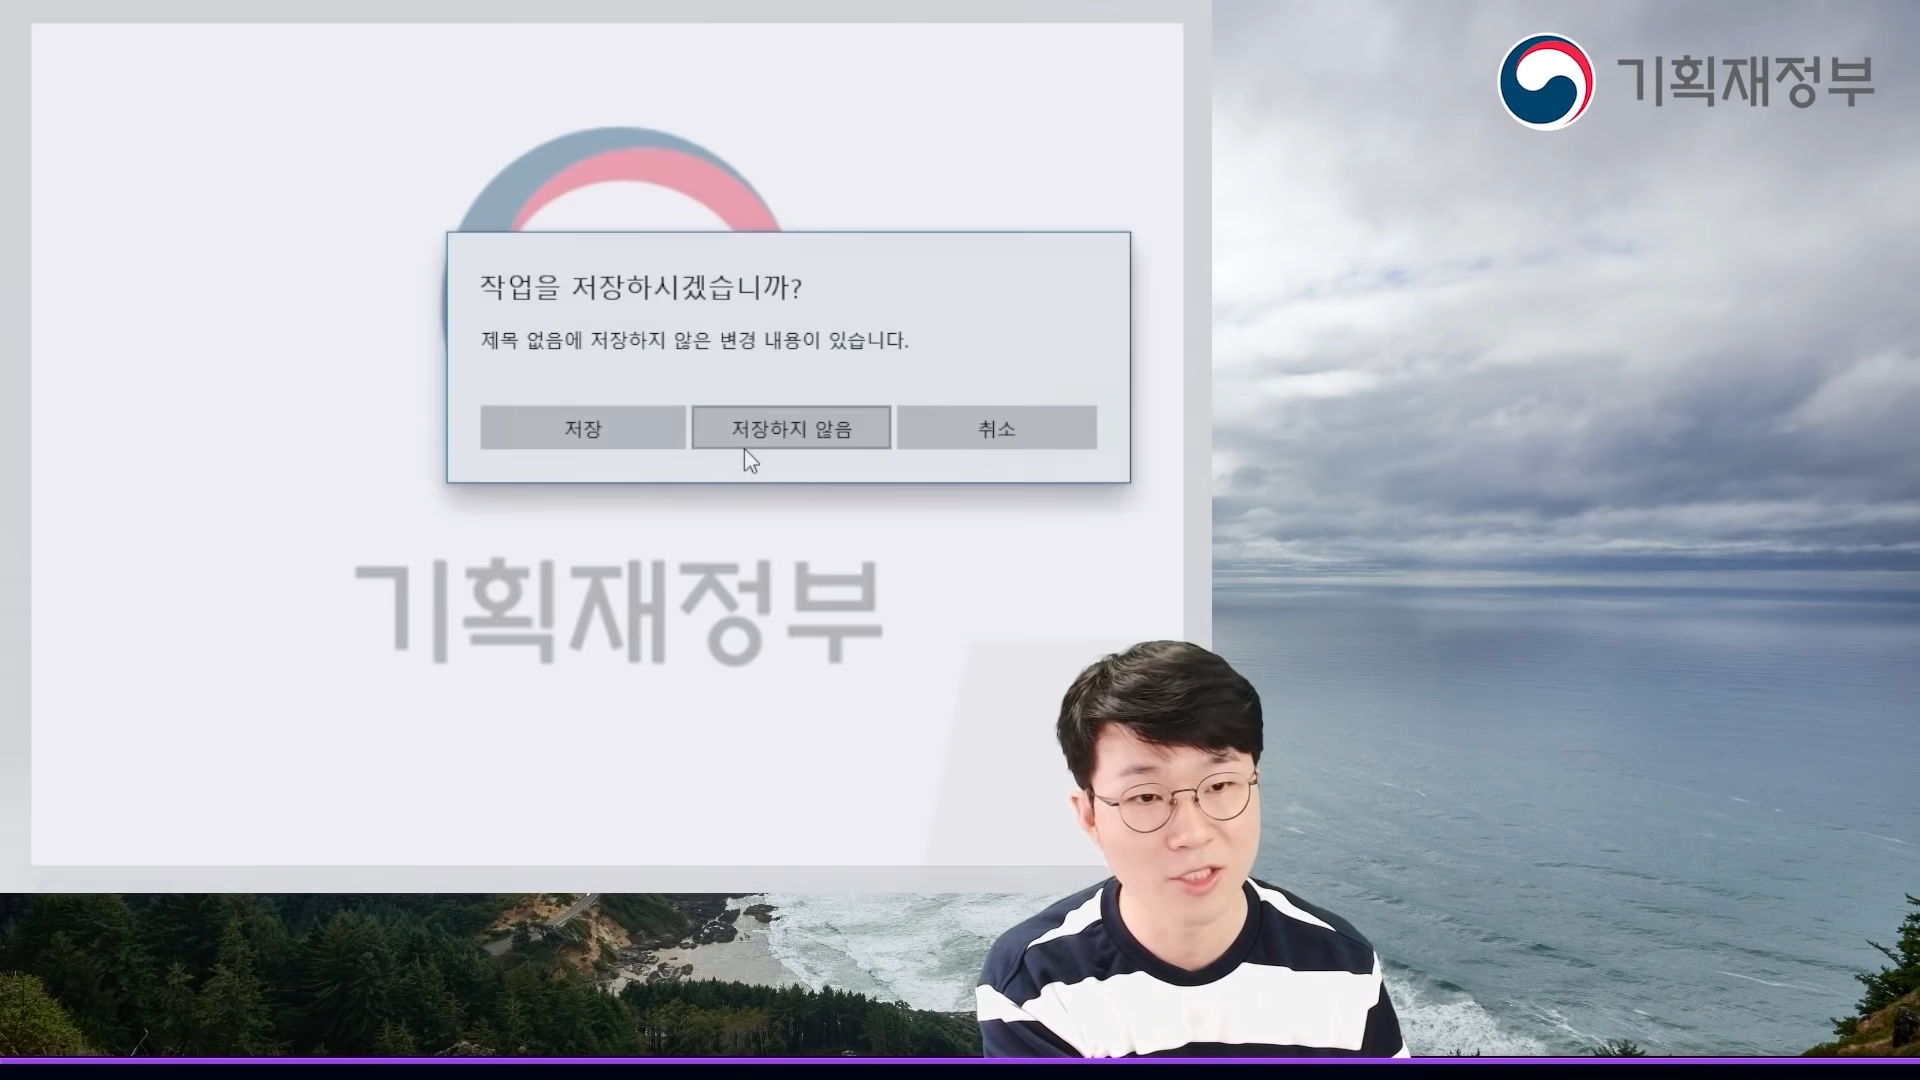 기획재정부
작업을 저장하시겠습니까?
제목 없음에 저장하지 않은 변경 내용이 있습니다.
저장
저장하지 않음
취소
기획재정부